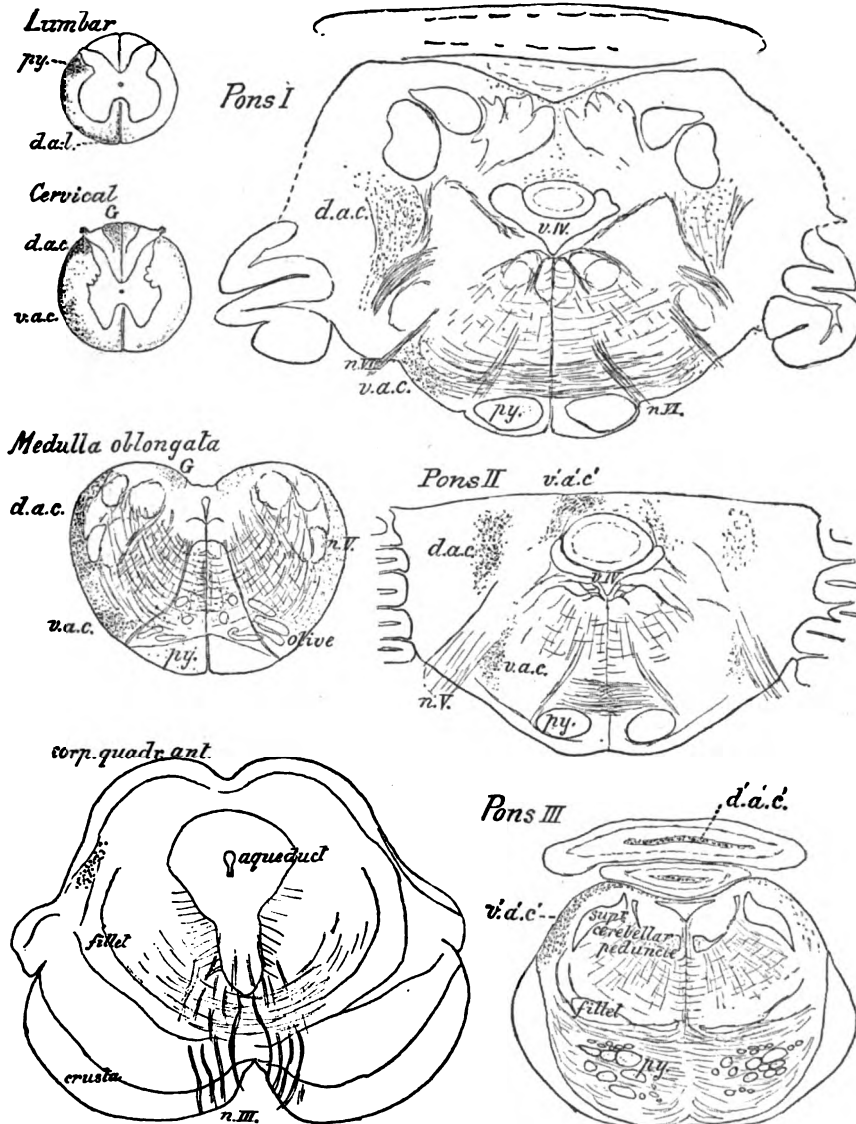 Lumbar
py.
d.a-l.
Cervical
G
d.a.c.
v.a.c.
Pons I
d.a.c.
v.IV.
n.VII.
v.a.c.
py.
n.VI.
Medulla oblongata
G
d.a.c.
n.V.
v.a.c.
py.
olive
Pons II
v'.a'.c'
d.a.c.
v.IV
v.a.c.
n.V.
py.
corp.quadr.ant.
aqueduct
fillet
crusta
n.III.
Pons III
d'.a'.c'.
v'.a'.c'
supr
cerebellar
peduncle
fillet
py.